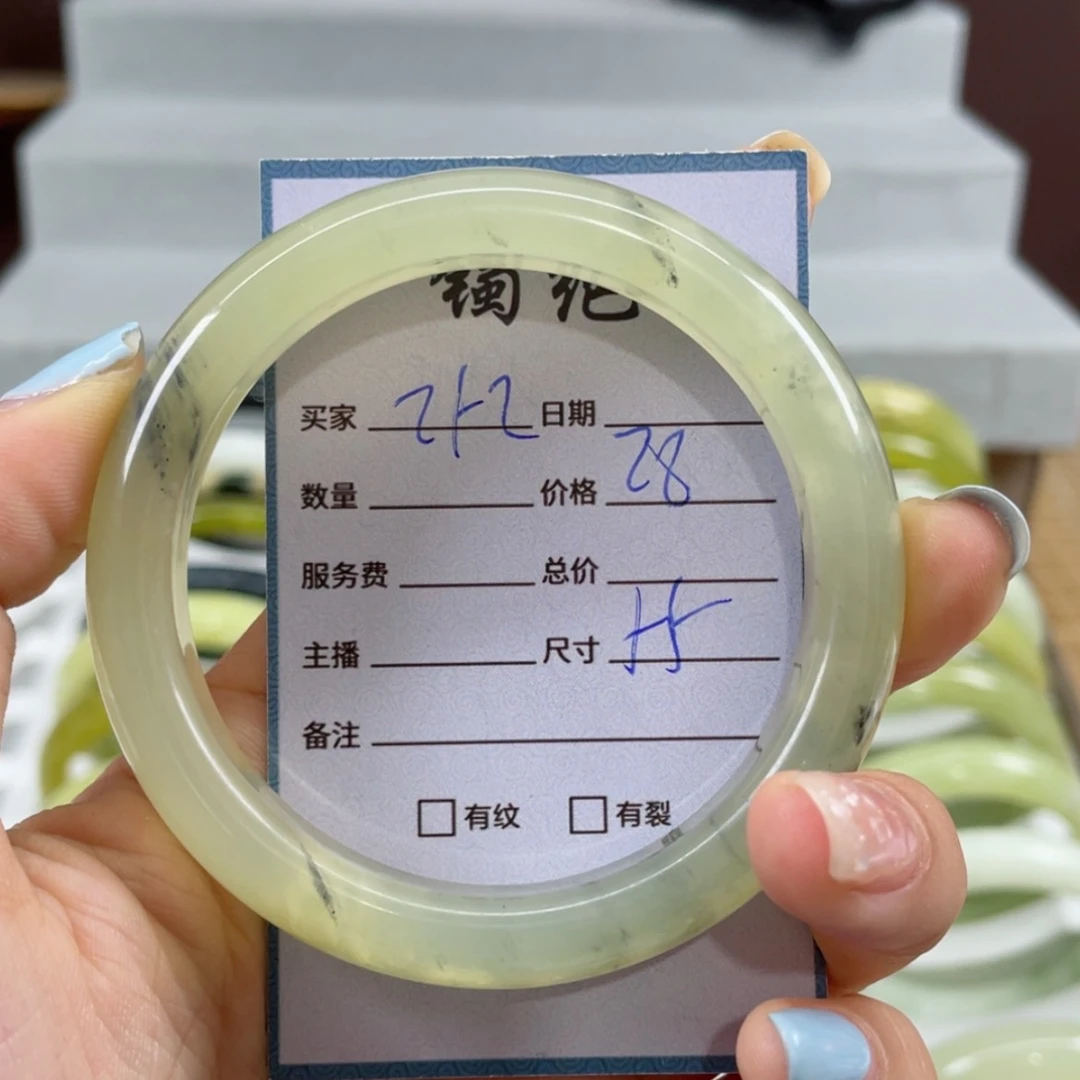 买家 日期
数量 价格 28
服务费 总价
主播 尺寸
备注
有纹 有裂